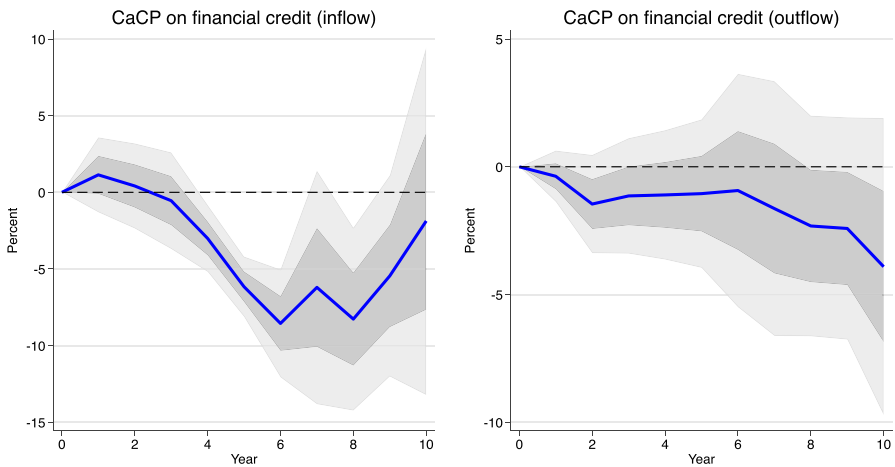 CaCP on financial credit (inflow)
10
5
0
-5
-10
-15
Percent
0 2 4 6 8 10
Year
CaCP on financial credit (outflow)
5
0
-5
-10
Percent
0 2 4 6 8 10
Year